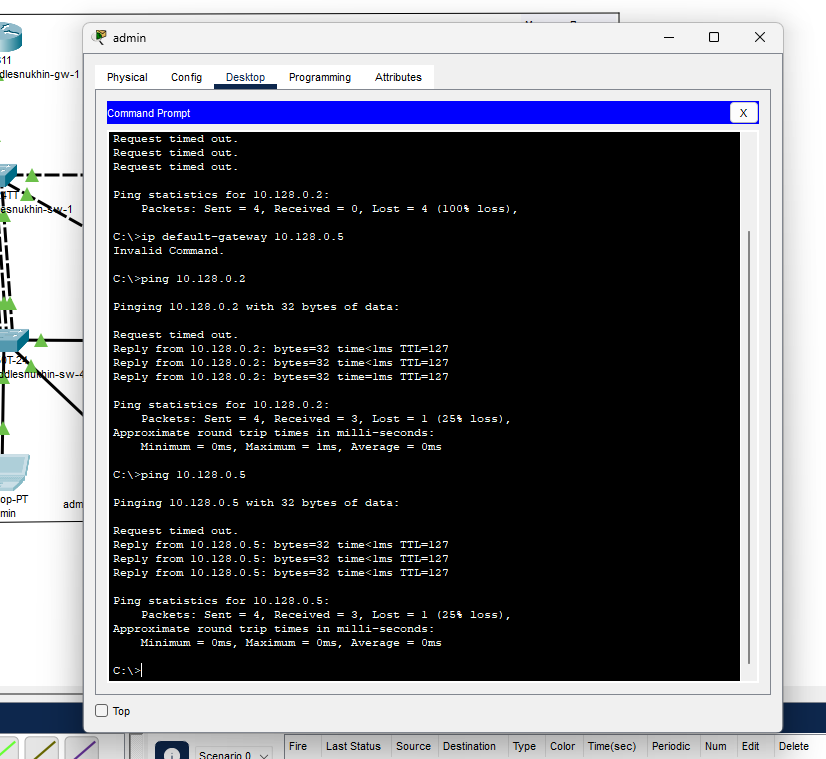 admin
311
dlesnukhin-gw-1
Physical Config Desktop Programming Attributes
Command Prompt
X
Request timed out.
Request timed out.
Request timed out.
Ping statistics for 10.128.0.2:
Packets: Sent = 4, Received = 0, Lost = 4 (100% loss),
C:\>ip default-gateway 10.128.0.5
Invalid Command.
C:\>ping 10.128.0.2
Pinging 10.128.0.2 with 32 bytes of data:
Request timed out.
Reply from 10.128.0.2: bytes=32 time<1ms TTL=127
Reply from 10.128.0.2: bytes=32 time<1ms TTL=127
Reply from 10.128.0.2: bytes=32 time=1ms TTL=127
Ping statistics for 10.128.0.2:
Packets: Sent = 4, Received = 3, Lost = 1 (25% loss),
Approximate round trip times in milli-seconds:
Minimum = 0ms, Maximum = 1ms, Average = 0ms
C:\>ping 10.128.0.5
Pinging 10.128.0.5 with 32 bytes of data:
Request timed out.
Reply from 10.128.0.5: bytes=32 time<1ms TTL=127
Reply from 10.128.0.5: bytes=32 time<1ms TTL=127
Reply from 10.128.0.5: bytes=32 time<1ms TTL=127
Ping statistics for 10.128.0.5:
Packets: Sent = 4, Received = 3, Lost = 1 (25% loss),
Approximate round trip times in milli-seconds:
Minimum = 0ms, Maximum = 0ms, Average = 0ms
C:\>
esnukhin-sw-1
dlesnukhin-sw-4
op-PT
min
adm
Top
Scenario 0
Fire Last Status Source Destination Type Color Time(sec) Periodic Num Edit Delete